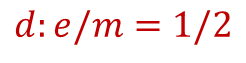 d: e/m = 1/2